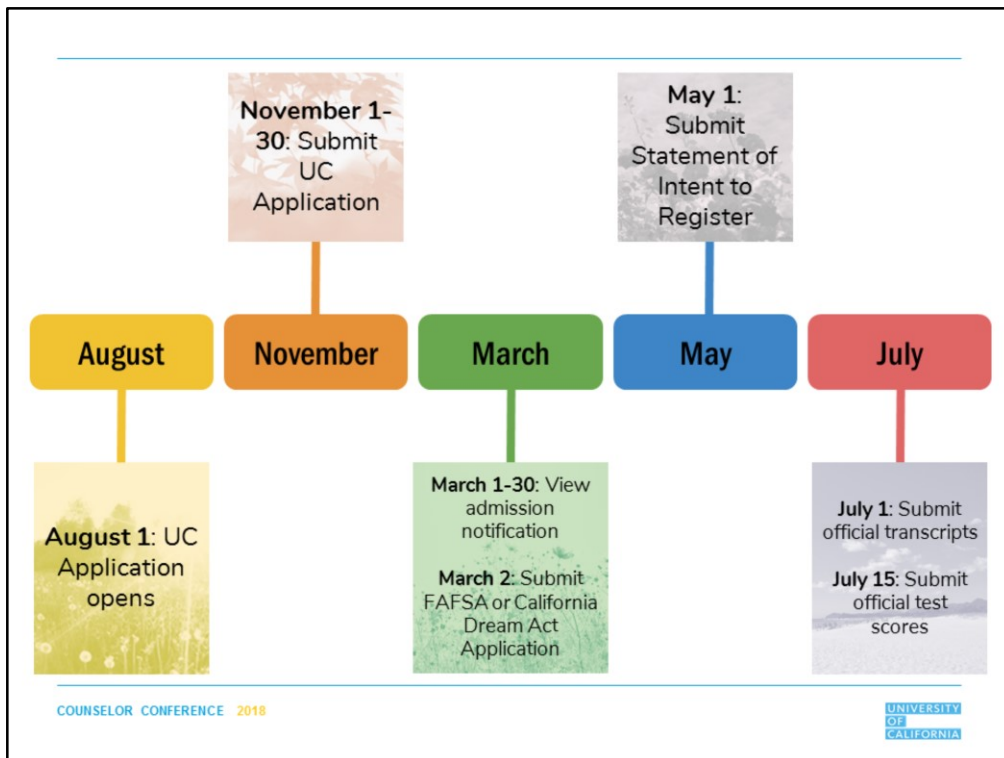 November 1-
30: Submit
UC
Application
May 1:
Submit
Statement of
Intent to
Register
August
November
March
May
July
August 1: UC
Application
opens
March 1-30: View
admission
notification
March 2: Submit
FAFSA or California
Dream Act
Application
July 1: Submit
official transcripts
July 15: Submit
official test
scores
COUNSELOR CONFERENCE 2018
UNIVERSITY
OF
CALIFORNIA